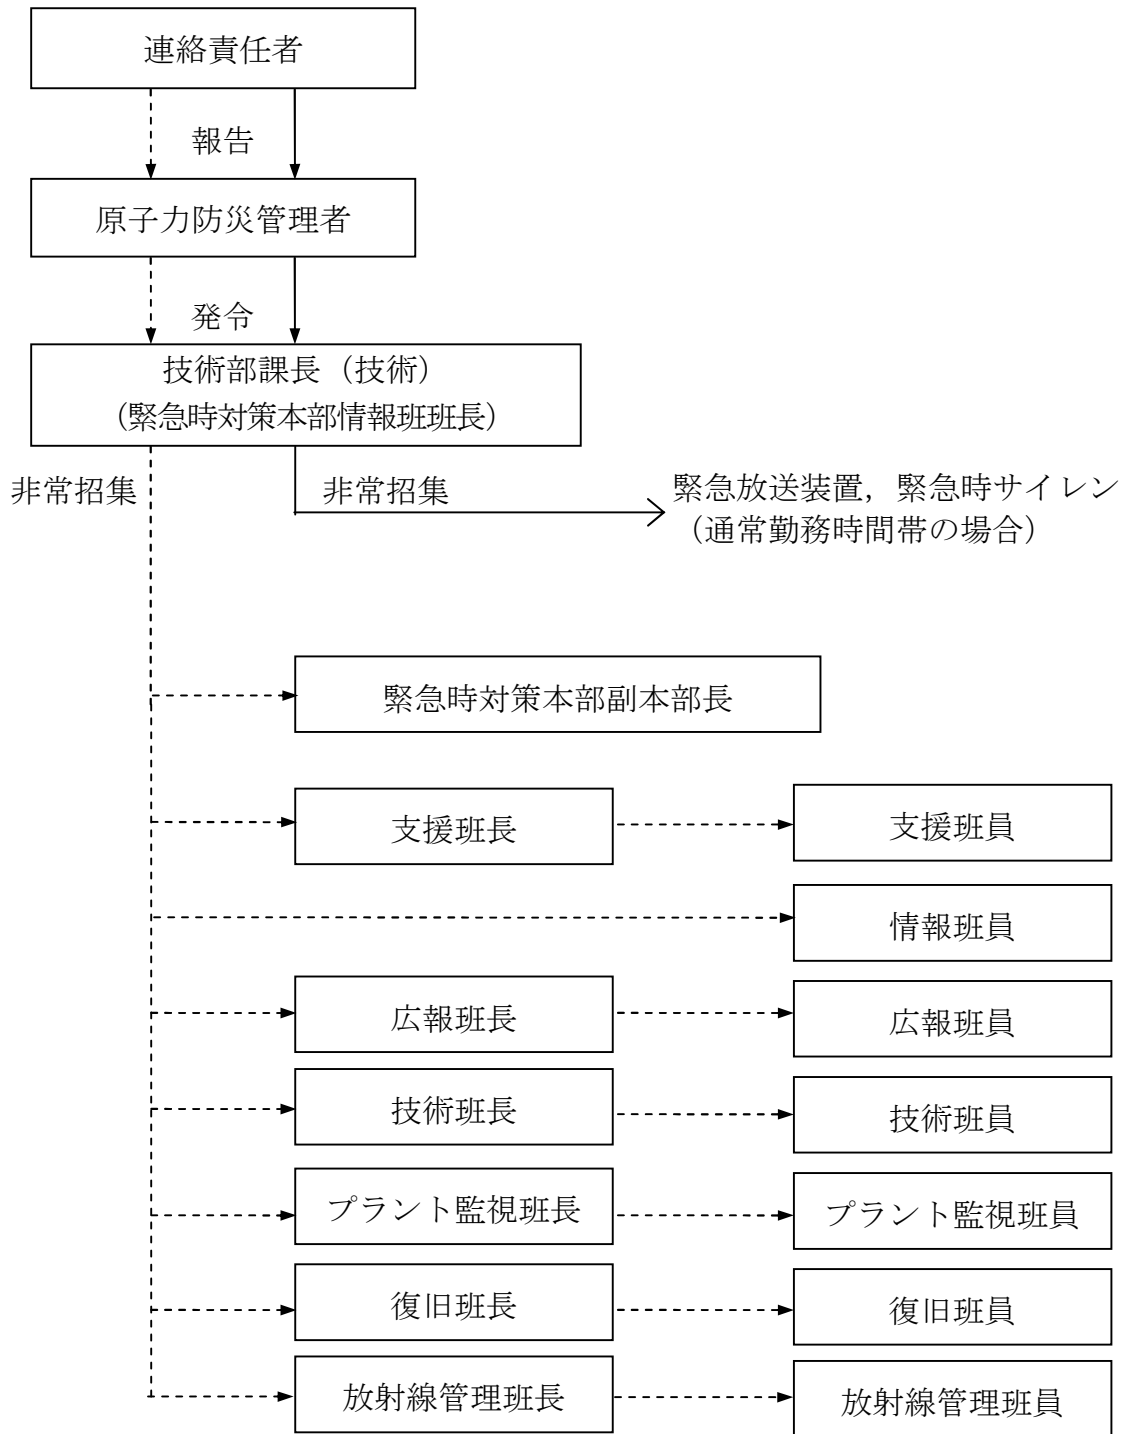 連絡責任者
報告
原子力防災管理者
発令
技術部課長（技術）
（緊急時対策本部情報班班長）
非常招集
非常招集
緊急放送装置，緊急時サイレン
（通常勤務時間帯の場合）
緊急時対策本部副本部長
支援班長
支援班員
情報班員
広報班長
広報班員
技術班長
技術班員
プラント監視班長
プラント監視班員
復旧班長
復旧班員
放射線管理班長
放射線管理班員